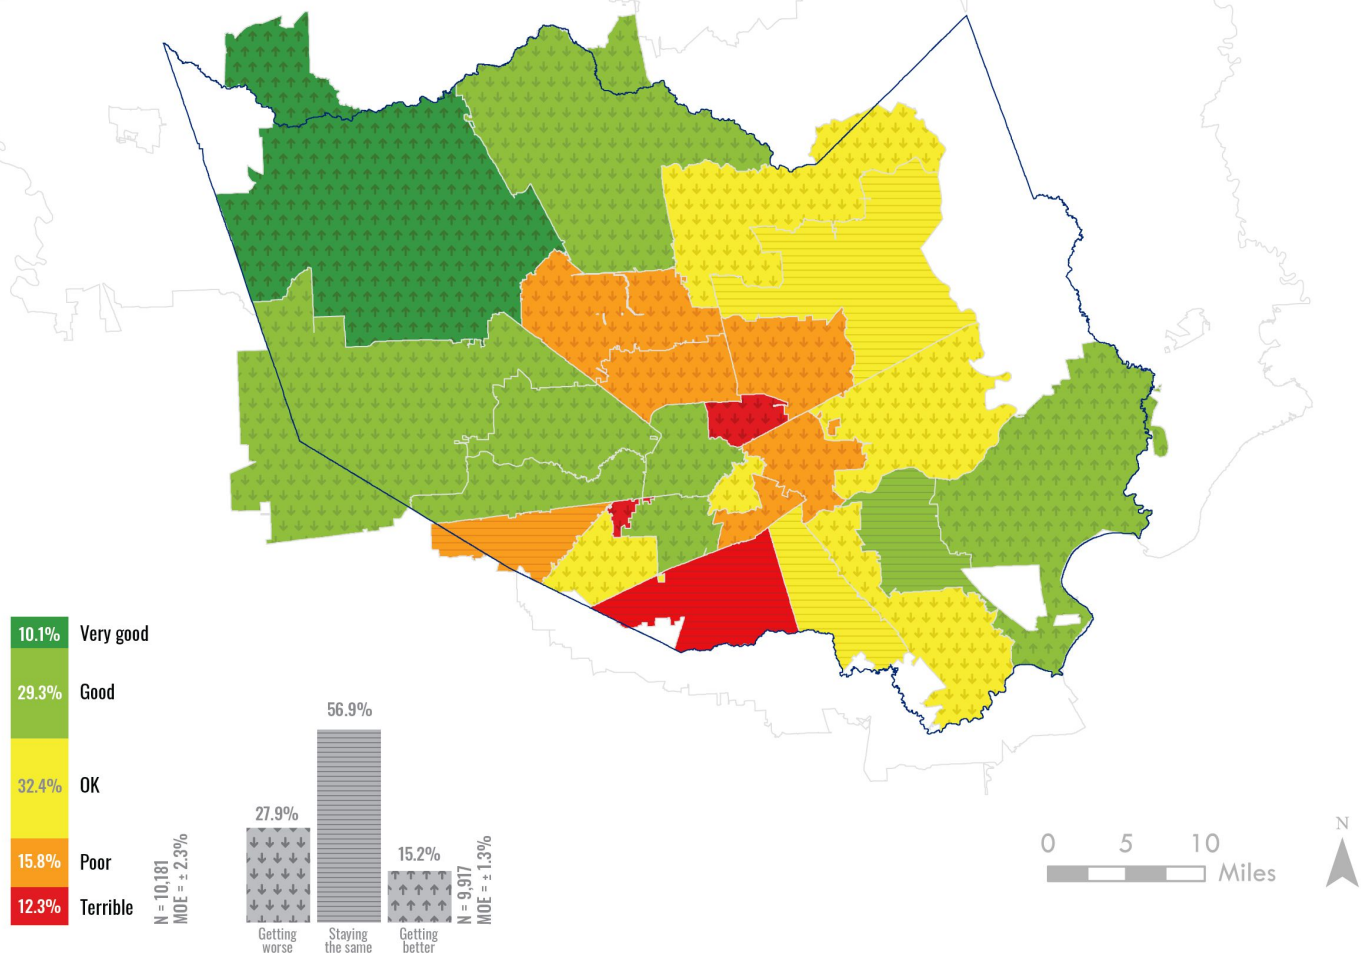 10.1% Very good
29.3% Good
32.4% OK
15.8% Poor
12.3% Terrible
N = 10,181
MOE = ± 2.3%
27.9%
56.9%
15.2%
Getting
worse
Staying
the same
Getting
better
N = 9,917
MOE = ± 1.3%
0 5 10
Miles
N